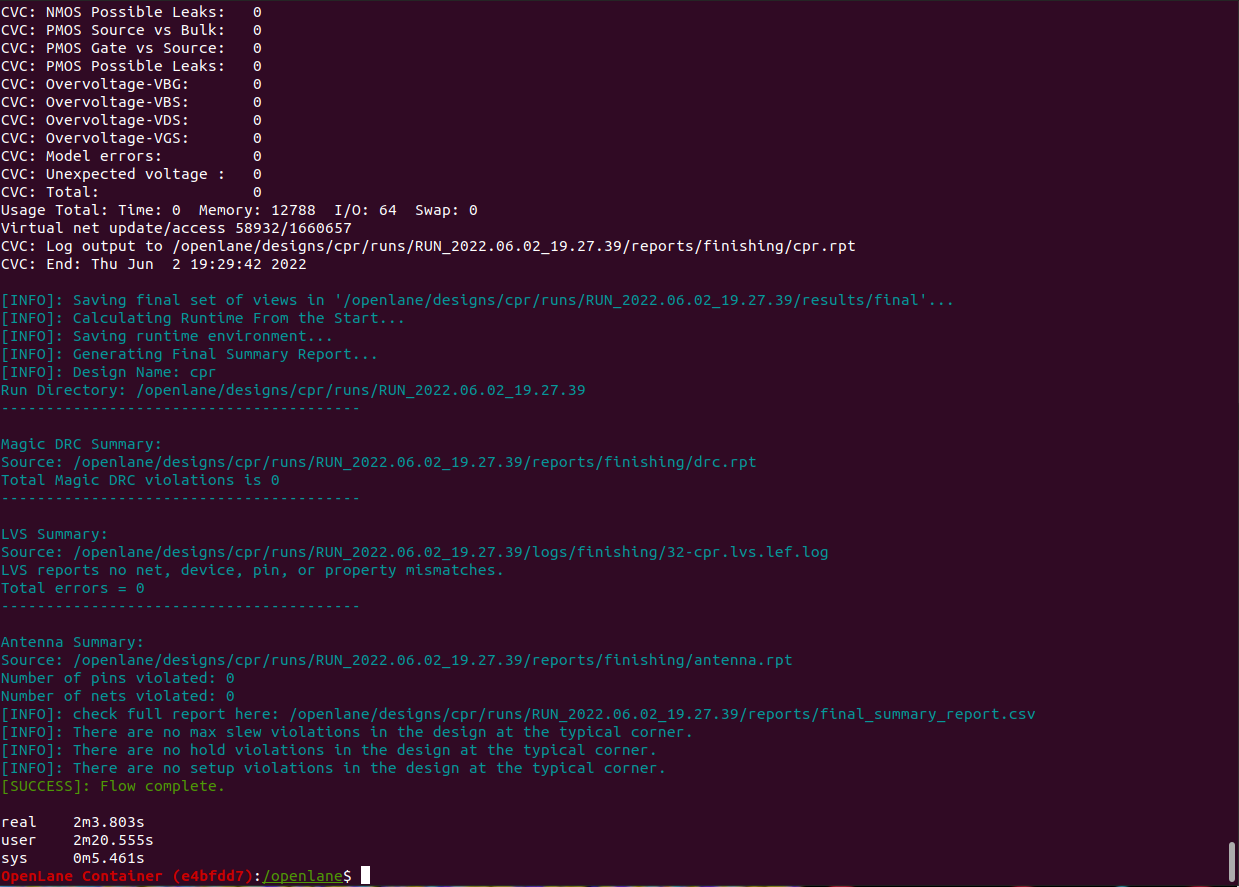 CVC: NMOS Possible Leaks:   0
CVC: PMOS Source vs Bulk:   0
CVC: PMOS Gate vs Source:   0
CVC: PMOS Possible Leaks:   0
CVC: Overvoltage-VBG:       0
CVC: Overvoltage-VBS:       0
CVC: Overvoltage-VDS:       0
CVC: Overvoltage-VGS:       0
CVC: Model errors:          0
CVC: Unexpected voltage :   0
CVC: Total:                 0
Usage Total: Time: 0  Memory: 12788  I/O: 64  Swap: 0
Virtual net update/access 58932/1660657
CVC: Log output to /openlane/designs/cpr/runs/RUN_2022.06.02_19.27.39/reports/finishing/cpr.rpt
CVC: End: Thu Jun  2 19:29:42 2022
[INFO]: Saving final set of views in '/openlane/designs/cpr/runs/RUN_2022.06.02_19.27.39/results/final'...
[INFO]: Calculating Runtime From the Start...
[INFO]: Saving runtime environment...
[INFO]: Generating Final Summary Report...
[INFO]: Design Name: cpr
Run Directory: /openlane/designs/cpr/runs/RUN_2022.06.02_19.27.39
----------------------------------------
Magic DRC Summary:
Source: /openlane/designs/cpr/runs/RUN_2022.06.02_19.27.39/reports/finishing/drc.rpt
Total Magic DRC violations is 0
----------------------------------------
LVS Summary:
Source: /openlane/designs/cpr/runs/RUN_2022.06.02_19.27.39/logs/finishing/32-cpr.lvs.lef.log
LVS reports no net, device, pin, or property mismatches.
Total errors = 0
----------------------------------------
Antenna Summary:
Source: /openlane/designs/cpr/runs/RUN_2022.06.02_19.27.39/reports/finishing/antenna.rpt
Number of pins violated: 0
Number of nets violated: 0
[INFO]: check full report here: /openlane/designs/cpr/runs/RUN_2022.06.02_19.27.39/reports/final_summary_report.csv
[INFO]: There are no max slew violations in the design at the typical corner.
[INFO]: There are no hold violations in the design at the typical corner.
[INFO]: There are no setup violations in the design at the typical corner.
[SUCCESS]: Flow complete.
real    2m3.803s
user    2m20.555s
sys     0m5.461s
OpenLane Container (e4bfdd7):/openlane$